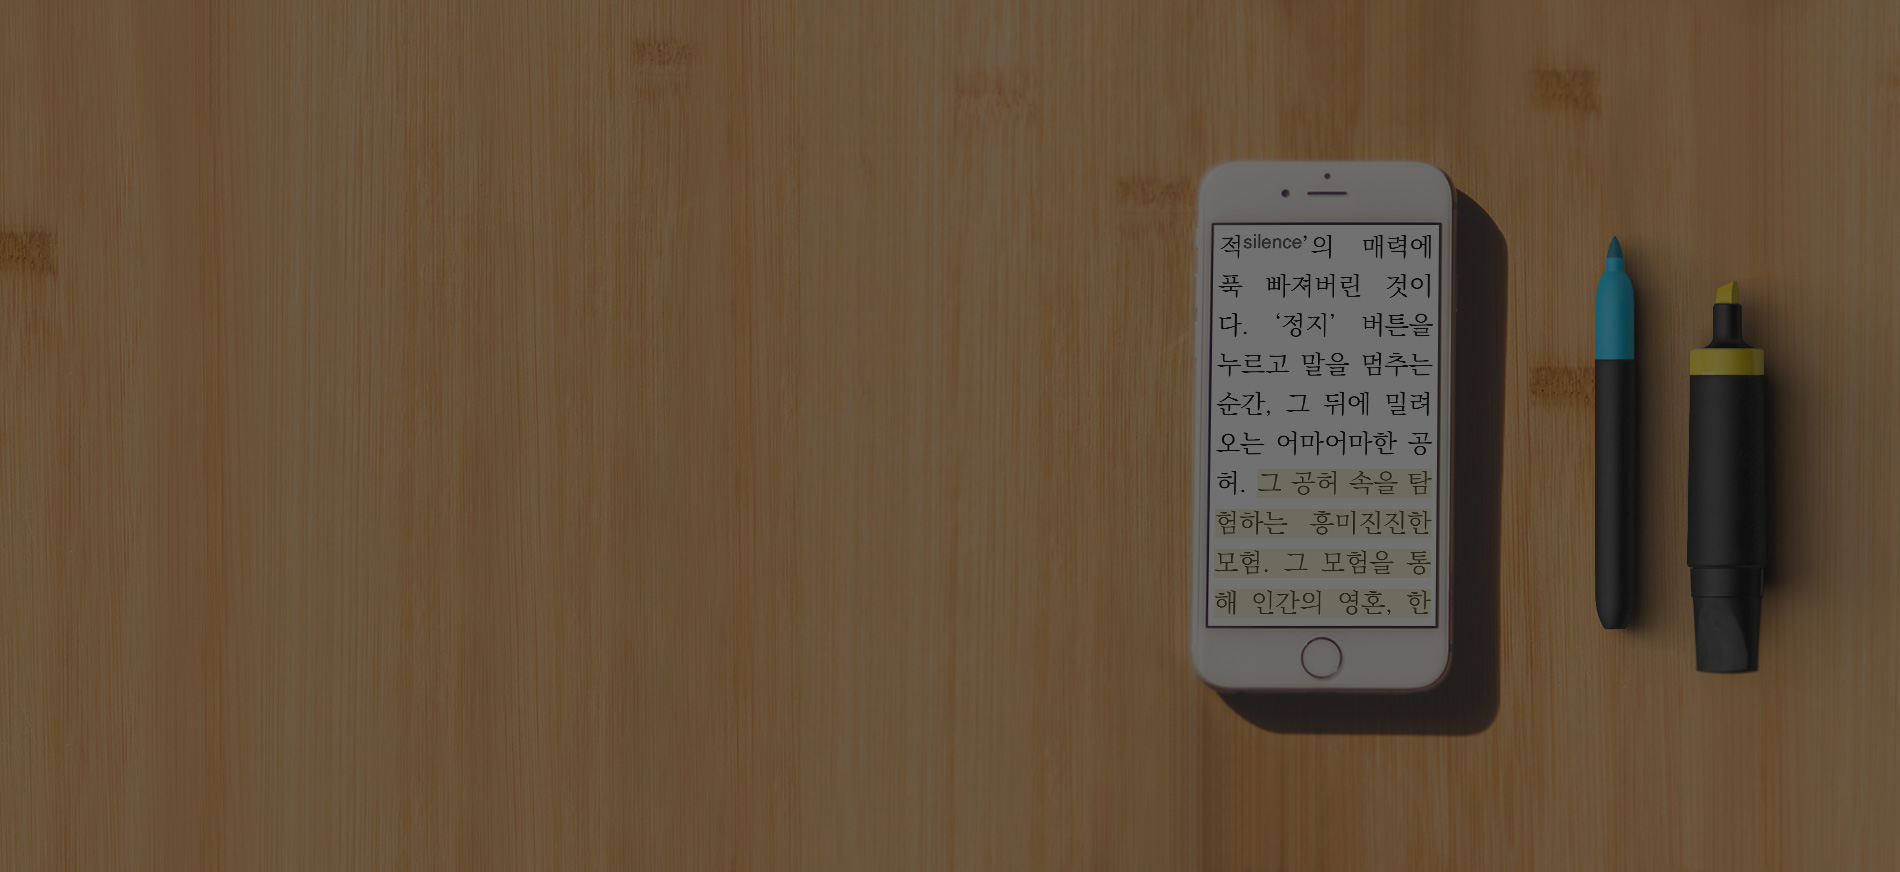 적silence’의 매력에
푹 빠져버린 것이
다. ‘정지’ 버튼을
누르고 말을 멈추는
순간, 그 뒤에 밀려
오는 어마어마한 공
허. 그 공허 속을 탐
험하는 흥미진진한
모험. 그 모험을 통
해 인간의 영혼, 한